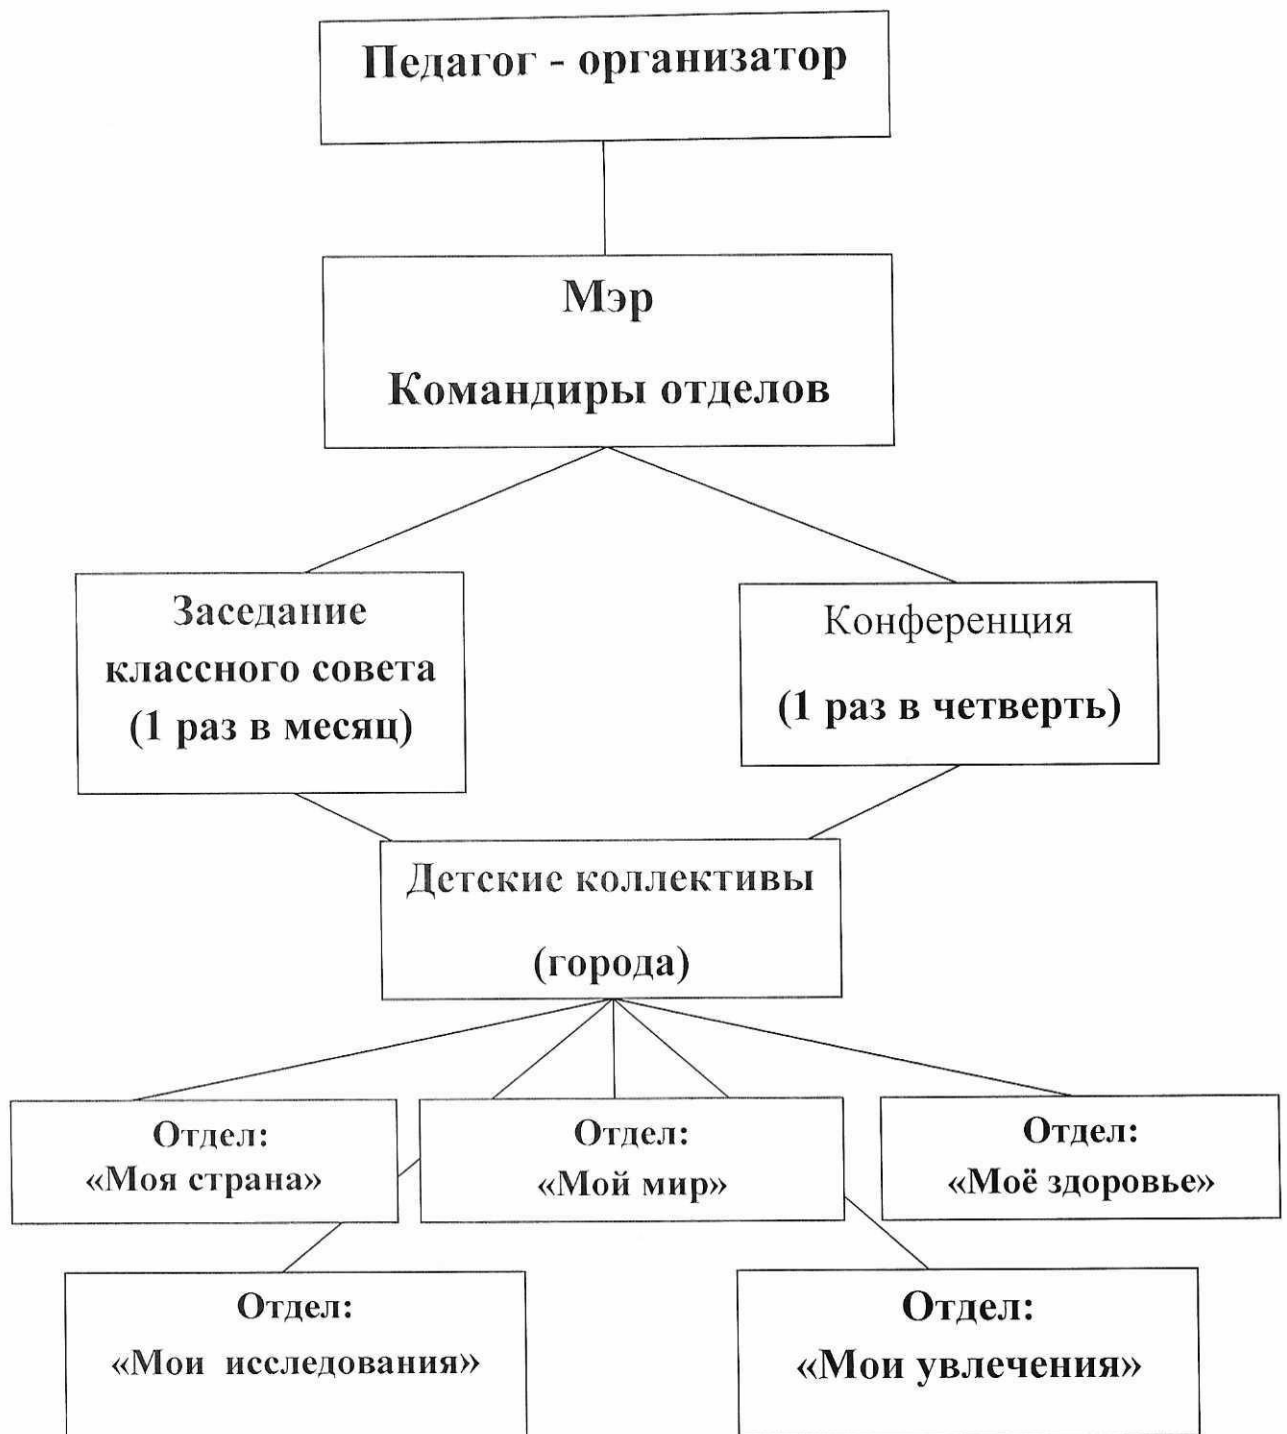 Педагог - организатор
Мэр
Командиры отделов
Заседание
классного совета
(1 раз в месяц)
Конференция
(1 раз в четверть)
Детские коллективы
(города)
Отдел:
«Моя страна»
Отдел:
«Мой мир»
Отдел:
«Моё здоровье»
Отдел:
«Мои исследования»
Отдел:
«Мои увлечения»